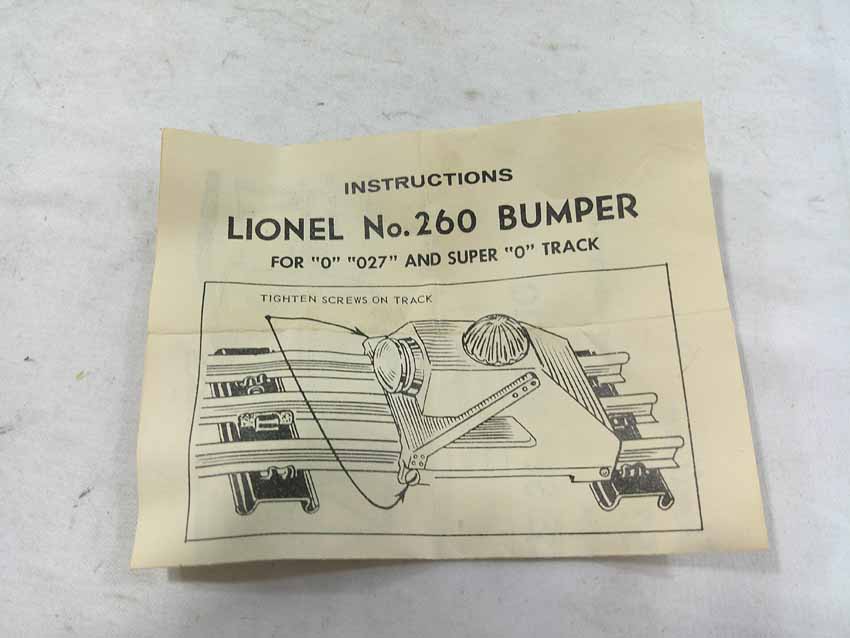 INSTRUCTIONS
LIONEL No. 260 BUMPER
FOR "0" "027" AND SUPER "0" TRACK
TIGHTEN SCREWS ON TRACK